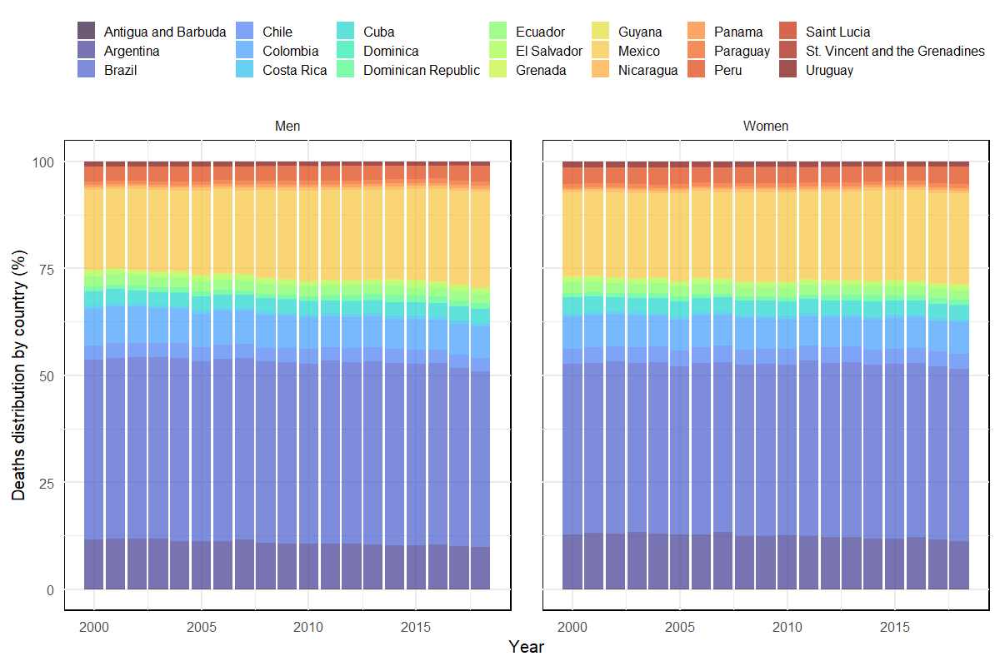 Antigua and Barbuda Chile Cuba Ecuador Guyana Panama Saint Lucia
Argentina Colombia Dominica El Salvador Mexico Paraguay St. Vincent and the Grenadines
Brazil Costa Rica Dominican Republic Grenada Nicaragua Peru Uruguay
Men Women
100
75
50
25
0
Deaths distribution by country (%)
2000 2005 2010 2015 2000 2005 2010 2015
Year